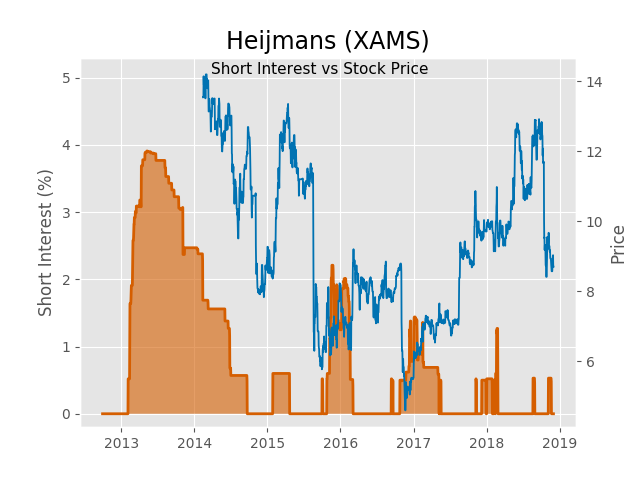 Heijmans (XAMS)
Short Interest vs Stock Price
Short Interest (%)
5
4
3
2
1
0
14
12
10
8
6
Price
2013 2014 2015 2016 2017 2018 2019